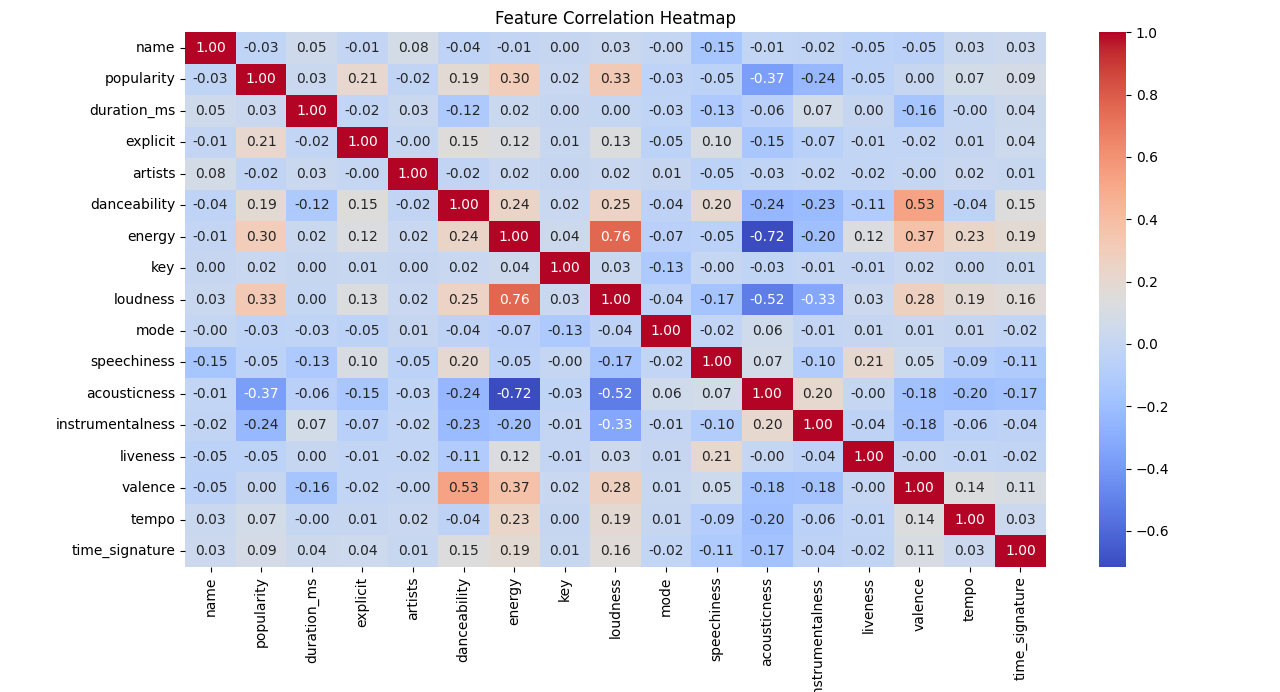 Feature Correlation Heatmap
name 1.00 -0.03 0.05 -0.01 0.08 -0.04 -0.01 0.00 0.03 -0.00 -0.15 -0.01 -0.02 -0.05 -0.05 0.03 0.03
popularity -0.03 1.00 0.03 0.21 -0.02 0.19 0.30 0.02 0.33 -0.03 -0.05 -0.37 -0.24 -0.05 0.00 0.07 0.09
duration_ms 0.05 0.03 1.00 -0.02 0.03 -0.12 0.02 0.00 0.00 -0.03 -0.13 -0.06 0.07 0.00 -0.16 -0.00 0.04
explicit -0.01 0.21 -0.02 1.00 -0.00 0.15 0.12 0.01 0.13 -0.05 0.10 -0.15 -0.07 -0.01 -0.02 0.01 0.04
artists 0.08 -0.02 0.03 -0.00 1.00 -0.02 0.02 0.00 0.02 0.01 -0.05 -0.03 -0.02 -0.02 -0.00 0.02 0.01
danceability -0.04 0.19 -0.12 0.15 -0.02 1.00 0.24 0.02 0.25 -0.04 0.20 -0.24 -0.23 -0.11 0.53 -0.04 0.15
energy -0.01 0.30 0.02 0.12 0.02 0.24 1.00 0.04 0.76 -0.07 -0.05 -0.72 -0.20 0.12 0.37 0.23 0.19
key 0.00 0.02 0.00 0.01 0.00 0.02 0.04 1.00 0.03 -0.13 -0.00 -0.03 -0.01 -0.01 0.02 0.00 0.01
loudness 0.03 0.33 0.00 0.13 0.02 0.25 0.76 0.03 1.00 -0.04 -0.17 -0.52 -0.33 0.03 0.28 0.19 0.16
mode -0.00 -0.03 -0.03 -0.05 0.01 -0.04 -0.07 -0.13 -0.04 1.00 -0.02 0.06 -0.01 0.01 0.01 0.01 -0.02
speechiness -0.15 -0.05 -0.13 0.10 -0.05 0.20 -0.05 -0.00 -0.17 -0.02 1.00 0.07 -0.10 0.21 0.05 -0.09 -0.11
acousticness -0.01 -0.37 -0.06 -0.15 -0.03 -0.24 -0.72 -0.03 -0.52 0.06 0.07 1.00 0.20 -0.00 -0.18 -0.20 -0.17
instrumentalness -0.02 -0.24 0.07 -0.07 -0.02 -0.23 -0.20 -0.01 -0.33 -0.01 -0.10 0.20 1.00 -0.04 -0.18 -0.06 -0.04
liveness -0.05 -0.05 0.00 -0.01 -0.02 -0.11 0.12 -0.01 0.03 0.01 0.21 -0.00 -0.04 1.00 -0.00 -0.01 -0.02
valence -0.05 0.00 -0.16 -0.02 -0.00 0.53 0.37 0.02 0.28 0.01 0.05 -0.18 -0.18 -0.00 1.00 0.14 0.11
tempo 0.03 0.07 -0.00 0.01 0.02 -0.04 0.23 0.00 0.19 0.01 -0.09 -0.20 -0.06 -0.01 0.14 1.00 0.03
time_signature 0.03 0.09 0.04 0.04 0.01 0.15 0.19 0.01 0.16 -0.02 -0.11 -0.17 -0.04 -0.02 0.11 0.03 1.00
name
popularity
duration_ms
explicit
artists
danceability
energy
key
loudness
mode
speechiness
acousticness
nstrumentalness
liveness
valence
tempo
time_signature
1.0
0.8
0.6
0.4
0.2
0.0
−0.2
−0.4
−0.6